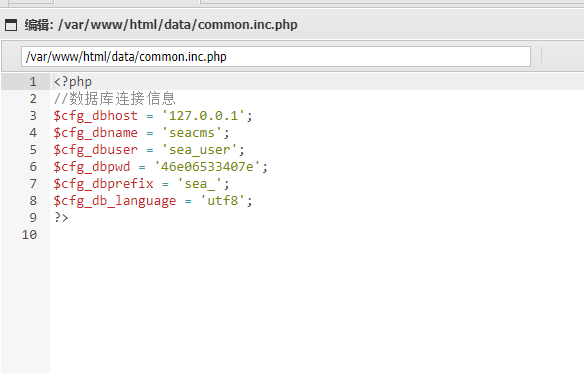 编辑: /var/www/html/data/common.inc.php
/var/www/html/data/common.inc.php
1 <?php
2 //数据库连接信息
3 $cfg_dbhost = '127.0.0.1';
4 $cfg_dbname = 'seacms';
5 $cfg_dbuser = 'sea_user';
6 $cfg_dbpwd = '46e06533407e';
7 $cfg_dbprefix = 'sea_';
8 $cfg_db_language = 'utf8';
9 ?>
10